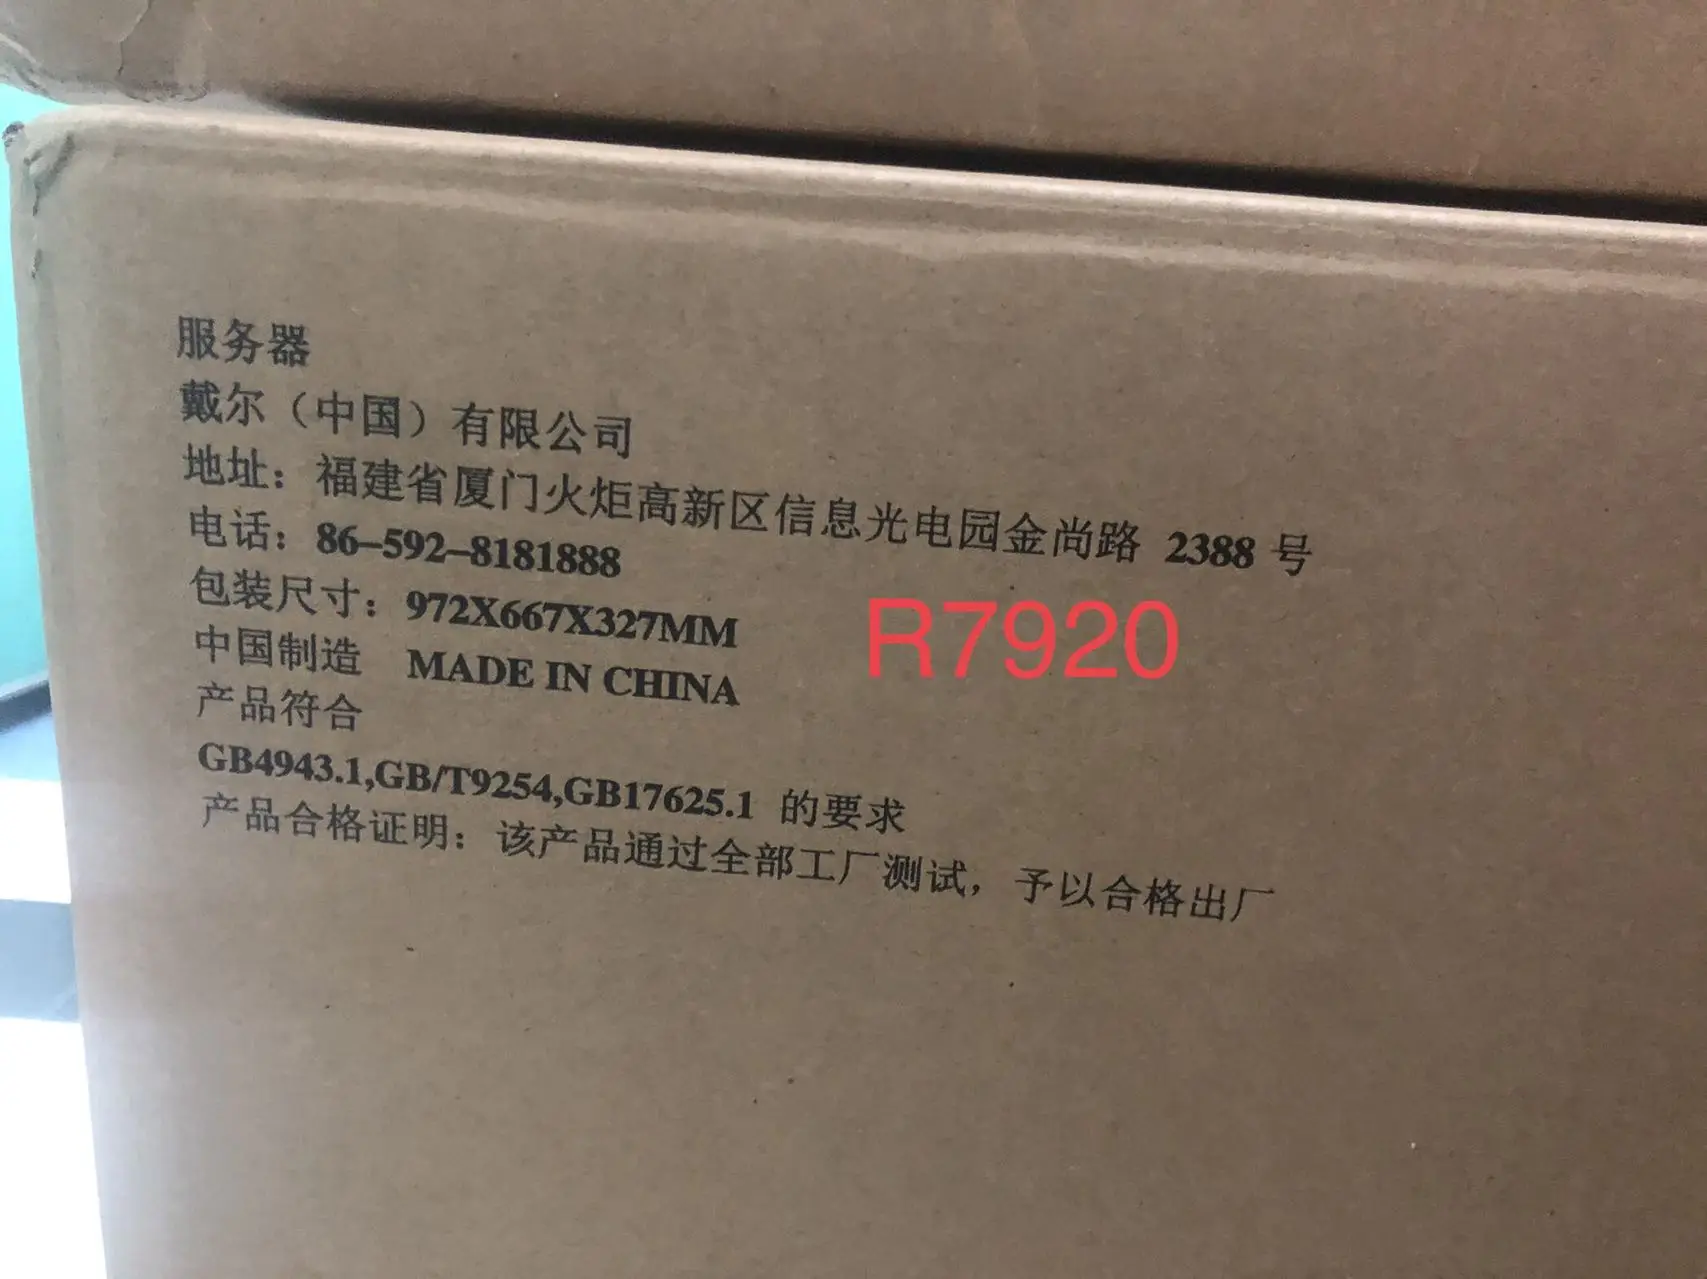 服务器
戴尔（中国）有限公司
地址：福建省厦门火炬高新区信息光电园金尚路 2388 号
电话：86-592-8181888
包装尺寸：972X667X327MM
R7920
中国制造 MADE IN CHINA
产品符合
GB4943.1,GB/T9254,GB17625.1 的要求
产品合格证明：该产品通过全部工厂测试，予以合格出厂